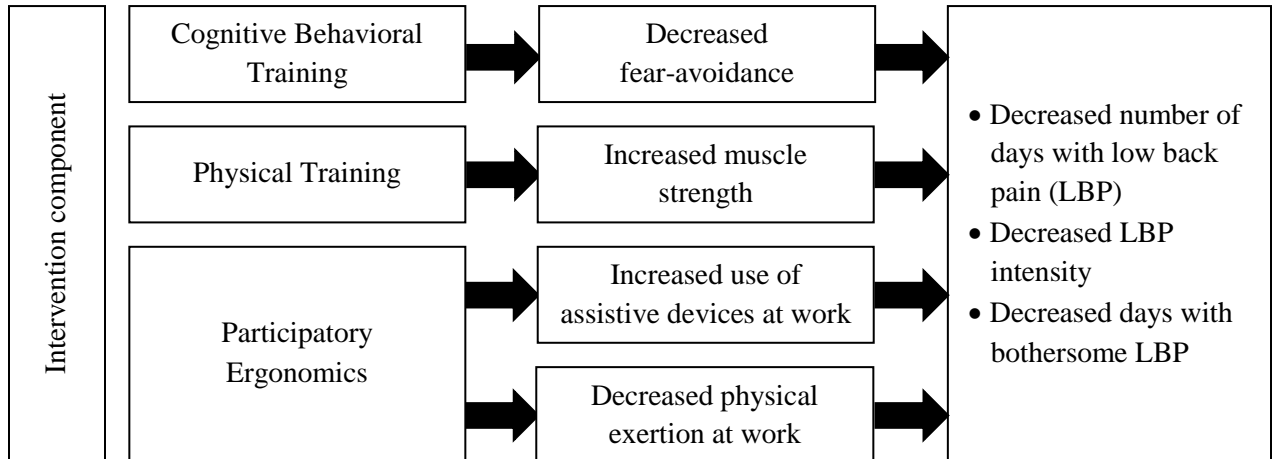 Intervention component
Cognitive Behavioral
Training
Decreased
fear-avoidance
Physical Training
Increased muscle
strength
Participatory
Ergonomics
Increased use of
assistive devices at work
Decreased physical
exertion at work
• Decreased number of
days with low back
pain (LBP)
• Decreased LBP
intensity
• Decreased days with
bothersome LBP